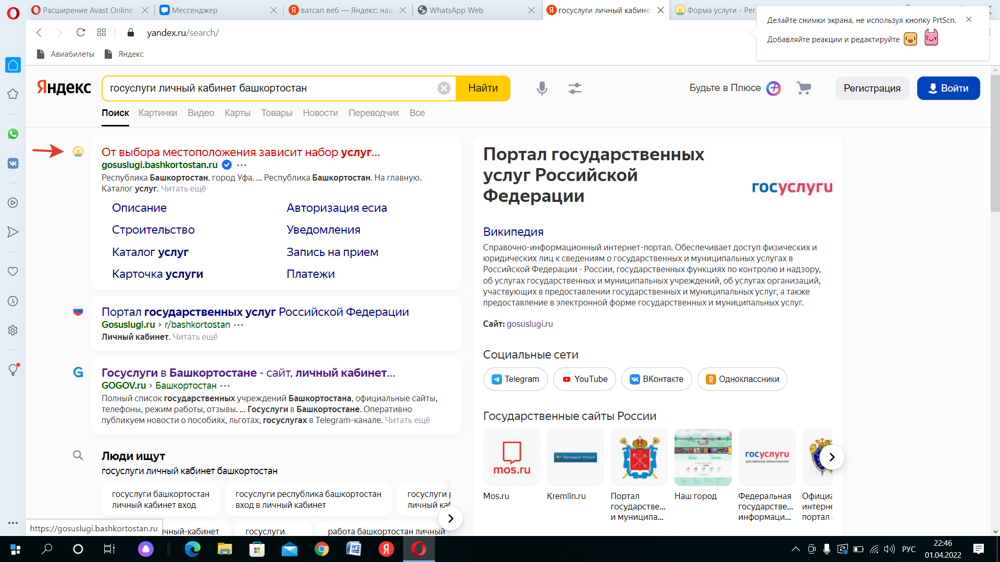 Расширение Avast Online
Мессенджер
ватсап веб — Яндекс: наш
WhatsApp Web
госуслуги личный кабинет
Форма услуги - Рег
Делайте снимки экрана, не используя кнопку PrtScn.
Добавляйте реакции и редактируйте
yandex.ru/search/
Авиабилеты
Яндекс
Яндекс
госуслуги личный кабинет башкортостан
Найти
Будьте в Плюсе
Регистрация
Войти
Поиск Картинки Видео Карты Товары Новости Переводчик Все
От выбора местоположения зависит набор услуг...
gosuslugi.bashkortostan.ru
Республика Башкортостан. город Уфа. ... Республика Башкортостан. На главную.
Каталог услуг. Читать ещё
Описание
Авторизация есиа
Строительство
Уведомления
Каталог услуг
Запись на прием
Карточка услуги
Платежи
Портал государственных услуг Российской Федерации
Gosuslugi.ru › r/bashkortostan
Личный кабинет. Читать ещё
Госуслуги в Башкортостане - сайт, личный кабинет...
GOGOV.ru › Башкортостан
Полный список государственных учреждений Башкортостана, официальные сайты,
телефоны, режим работы, отзывы. ... Госуслуги в Башкортостане. Оперативно
публикуем новости о пособиях, льготах, госуслугах в Telegram-канале. Читать ещё
Люди ищут
госуслуги личный кабинет башкортостан
госуслуги башкортостан
личный кабинет вход
госуслуги республика башкортостан
вход в личный кабинет
госуслуги
личный
чный-кабинет
госуслуги
работа башкортостан личный
https://gosuslugi.bashkortostan.ru
Портал государственных
услуг Российской
Федерации
госуслуги
Википедия
Справочно-информационный интернет-портал. Обеспечивает доступ физических и
юридических лиц к сведениям о государственных и муниципальных услугах в
Российской Федерации - России, государственных функциях по контролю и надзору,
об услугах государственных и муниципальных учреждений, об услугах организаций,
участвующих в предоставлении государственных и муниципальных услуг, а также
предоставление в электронной форме государственных и муниципальных услуг.
Сайт: gosuslugi.ru
Социальные сети
Telegram
YouTube
ВКонтакте
Одноклассники
Государственные сайты России
mos.ru
Президент России
госуслуги
ДОСУДЕБНОЕ ОБЖАЛОВАНИЕ
Mos.ru
Kremlin.ru
Портал
государстве...
и муниципа...
Наш город
Федеральная
государстве...
информаци...
Официа
интерне
портал
РУС
22:46
01.04.2022